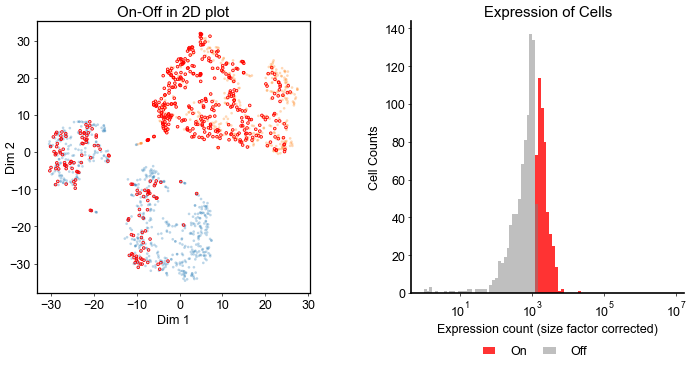 On-Off in 2D plot
30
20
10
0
−10
−20
−30
Dim 2
−30 −20 −10 0 10 20 30
Dim 1
Expression of Cells
140
120
100
80
60
40
20
0
Cell Counts
10^1 10^3 10^5 10^7
Expression count (size factor corrected)
On Off